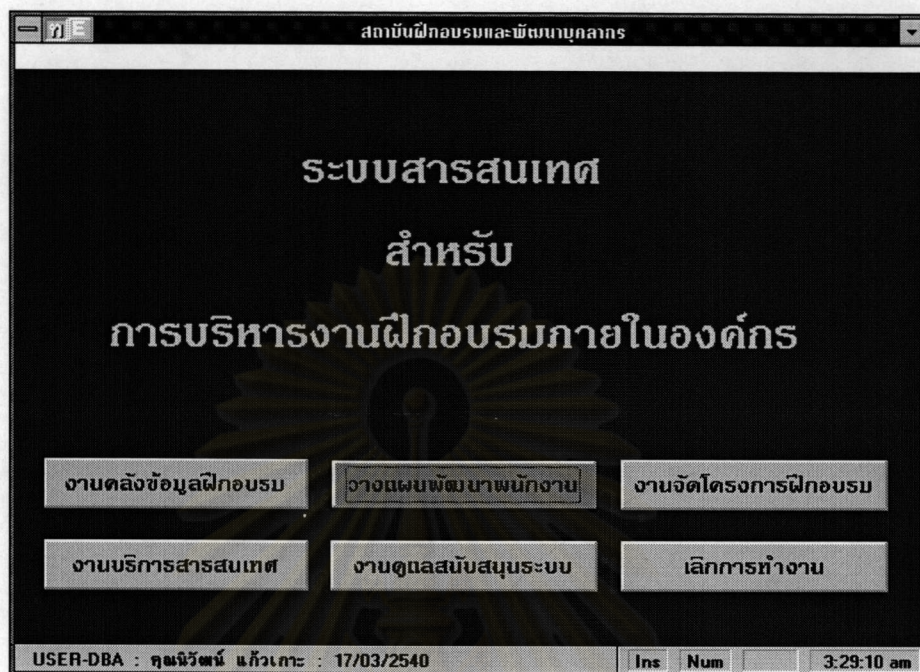 ก E สถาบันฝึกอบรมและพัฒนาบุคลากร
ระบบสารสนเทศ
สำหรับ
การบริหารงานฝึกอบรมภายในองค์กร
งานคลังข้อมูลฝึกอบรม วางแผนพัฒนาพนักงาน งานจัดโครงการฝึกอบรม
งานบริการสารสนเทศ งานดูแลสนับสนุนระบบ เลิกการทำงาน
USER-DBA : คุณนิวัฒน์ แก้วเกาะ : 17/03/2540 Ins Num 3:29:10 am